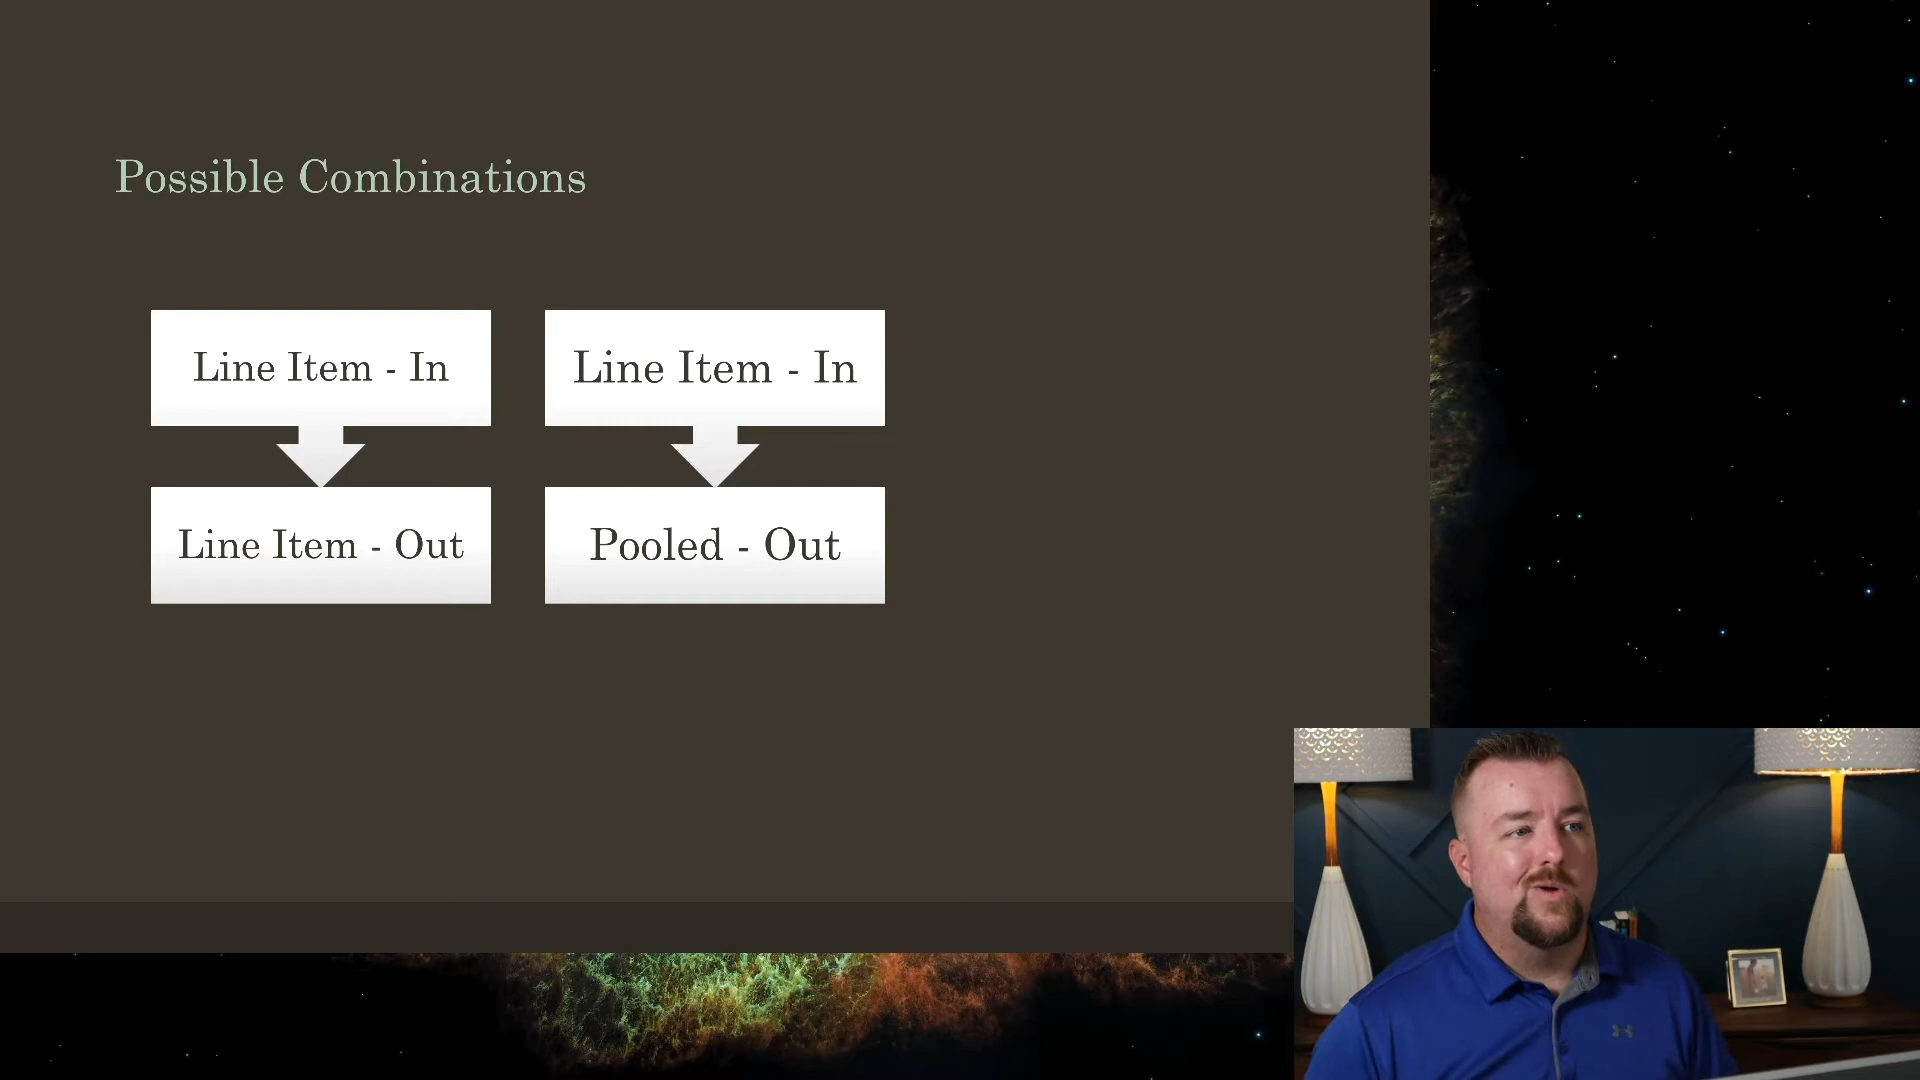 Possible Combinations
Line Item - In
Line Item - In
Line Item - Out
Pooled - Out